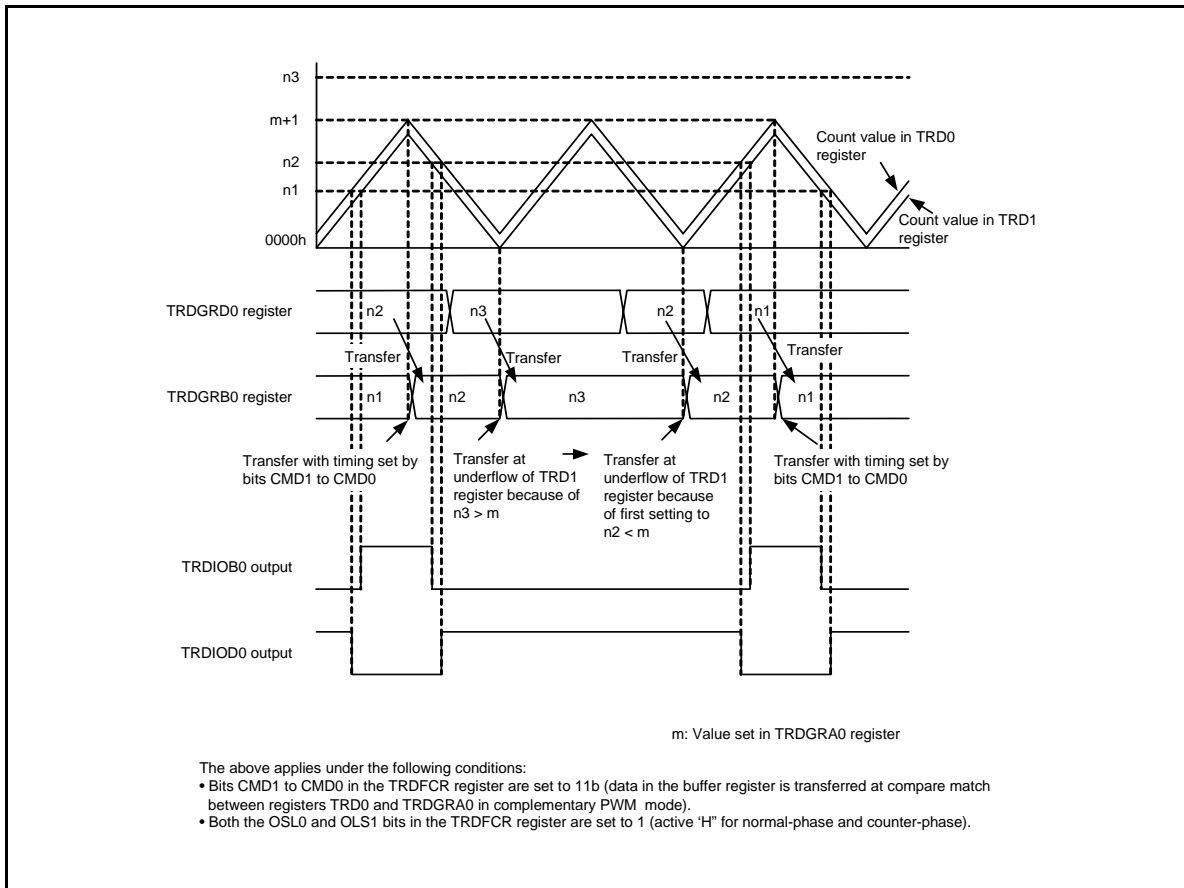 n3
m+1
Count value in TRD0
register
n2
n1
Count value in TRD1
register
0000h
TRDGRD0 register
n2
n3
n2
n1
Transfer
Transfer
Transfer
Transfer
TRDGRB0 register
n1
n2
n3
n2
n1
Transfer with timing set by
bits CMD1 to CMD0
Transfer at
underflow of TRD1
register because of
n3 > m
Transfer at
underflow of TRD1
register because
of first setting to
n2 < m
Transfer with timing set by
bits CMD1 to CMD0
TRDIOB0 output
TRDIOD0 output
m: Value set in TRDGRA0 register
The above applies under the following conditions:
• Bits CMD1 to CMD0 in the TRDFCR register are set to 11b (data in the buffer register is transferred at compare match
between registers TRD0 and TRDGRA0 in complementary PWM mode).
• Both the OSL0 and OLS1 bits in the TRDFCR register are set to 1 (active ‘H” for normal-phase and counter-phase).